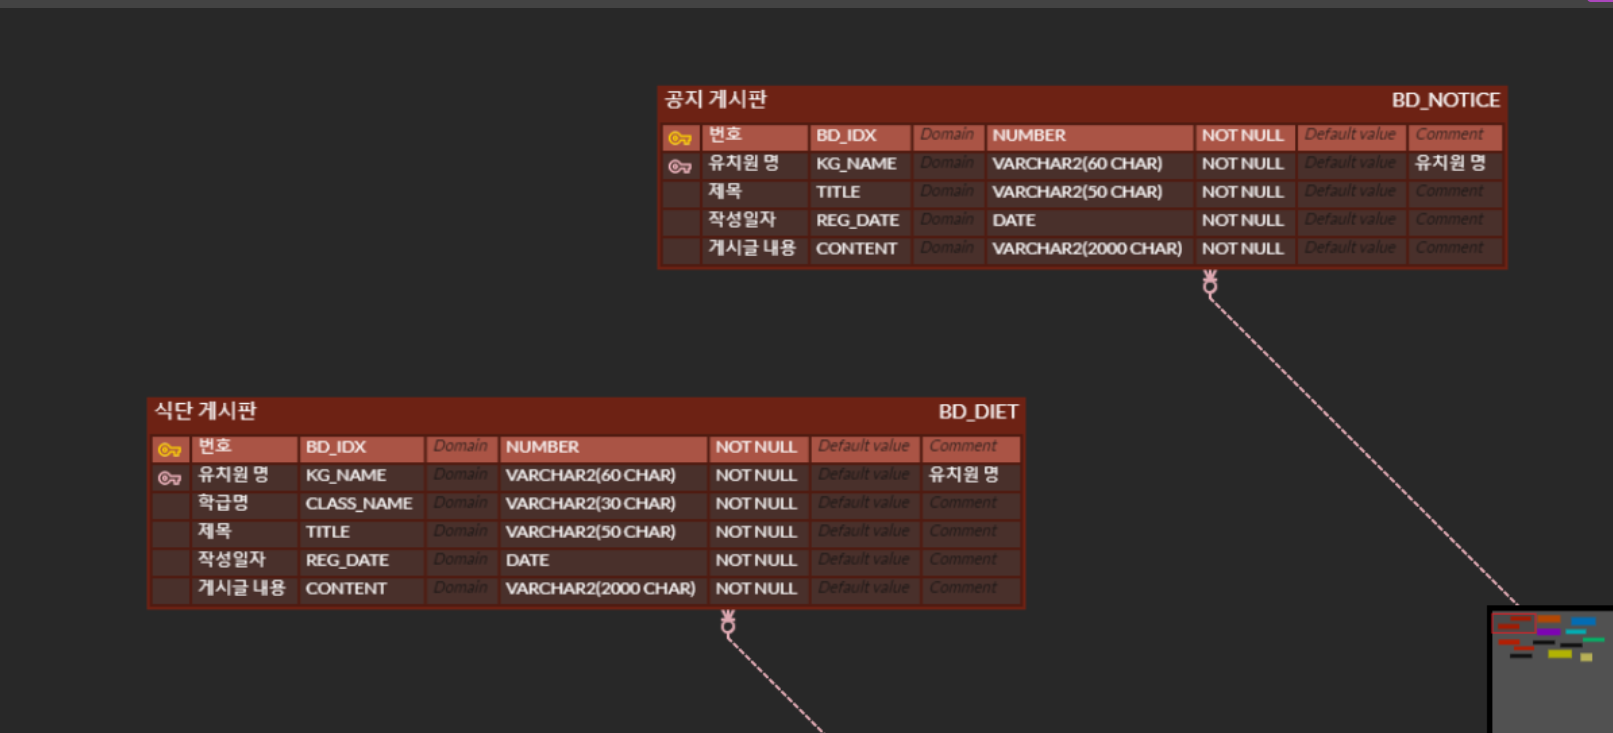 공지 게시판 BD_NOTICE
번호 BD_IDX Domain NUMBER NOT NULL Default value Comment
유치원 명 KG_NAME Domain VARCHAR2(60 CHAR) NOT NULL Default value 유치원 명
제목 TITLE Domain VARCHAR2(50 CHAR) NOT NULL Default value Comment
작성일자 REG_DATE Domain DATE NOT NULL Default value Comment
게시글 내용 CONTENT Domain VARCHAR2(2000 CHAR) NOT NULL Default value Comment
식단 게시판 BD_DIET
번호 BD_IDX Domain NUMBER NOT NULL Default value Comment
유치원 명 KG_NAME Domain VARCHAR2(60 CHAR) NOT NULL Default value 유치원 명
학급명 CLASS_NAME Domain VARCHAR2(30 CHAR) NOT NULL Default value Comment
제목 TITLE Domain VARCHAR2(50 CHAR) NOT NULL Default value Comment
작성일자 REG_DATE Domain DATE NOT NULL Default value Comment
게시글 내용 CONTENT Domain VARCHAR2(2000 CHAR) NOT NULL Default value Comment